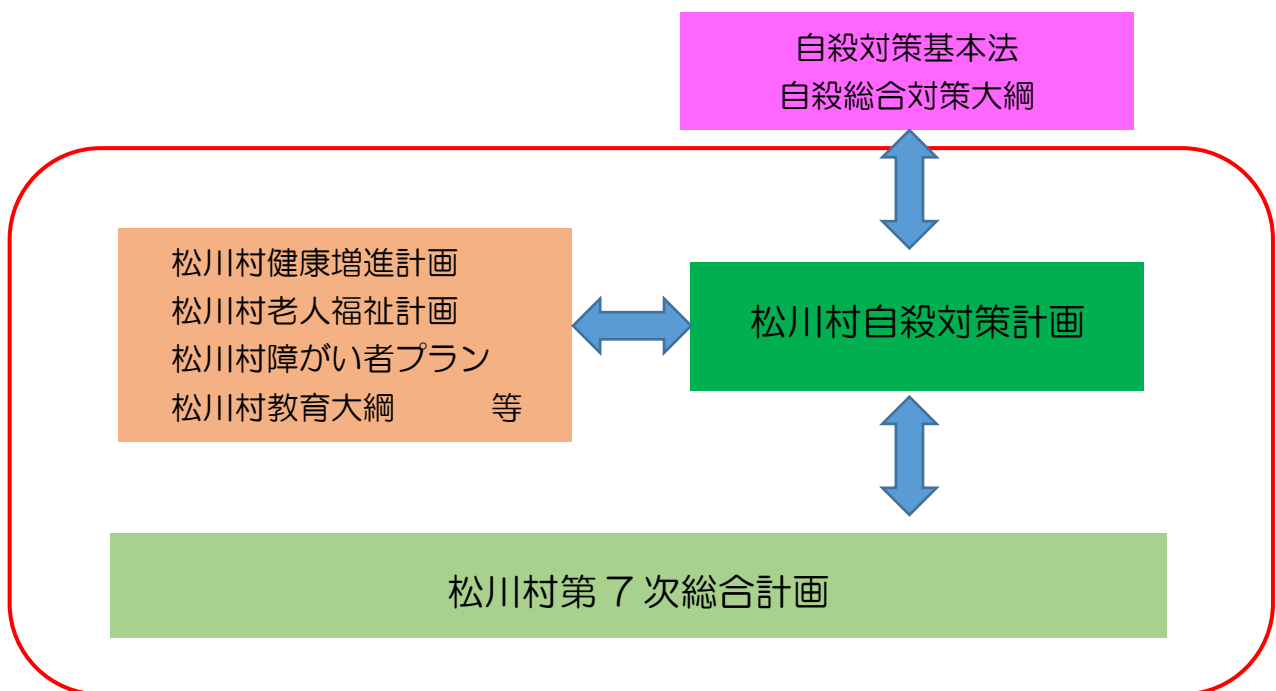 自殺対策基本法
自殺総合対策大綱
松川村健康増進計画
松川村老人福祉計画
松川村障がい者プラン
松川村教育大綱　　　等
松川村自殺対策計画
松川村第７次総合計画